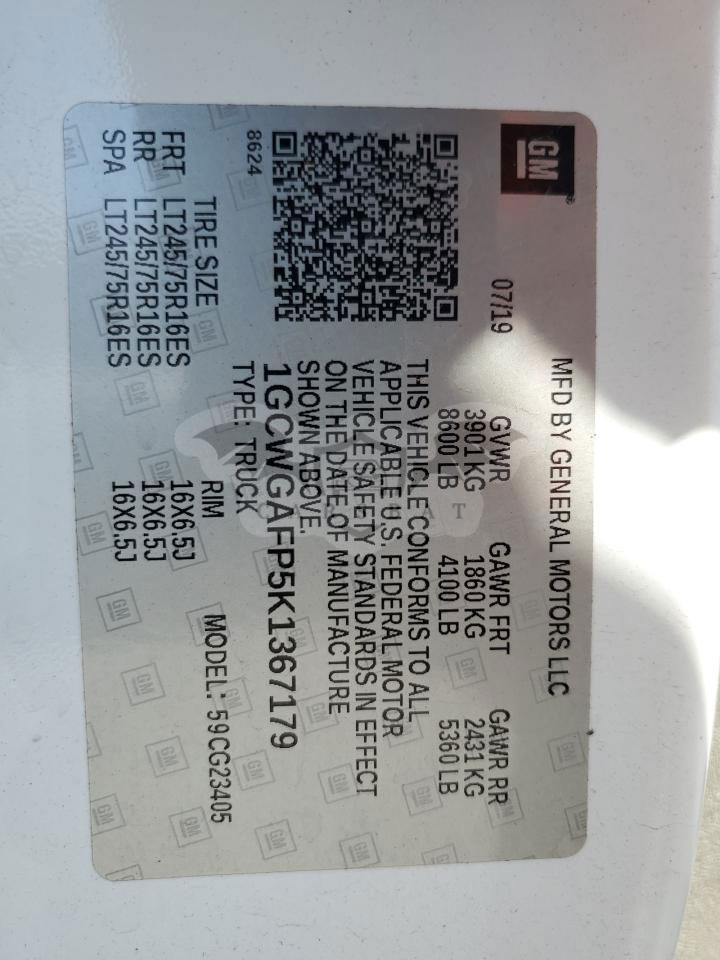 GM
MFD BY GENERAL MOTORS LLC
07/19 GVWR GAWR FRT GAWR RR
3901 KG 1860 KG 2431 KG
8600 LB 4100 LB 5360 LB
THIS VEHICLE CONFORMS TO ALL
APPLICABLE U.S. FEDERAL MOTOR
VEHICLE SAFETY STANDARDS IN EFFECT
ON THE DATE OF MANUFACTURE
SHOWN ABOVE.
1GCWGAFP5K1367179
8624 TYPE: TRUCK
TIRE SIZE RIM MODEL: 59CG23405
FRT LT245/75R16ES 16X6.5J
RR LT245/75R16ES 16X6.5J
SPA LT245/75R16ES 16X6.5J